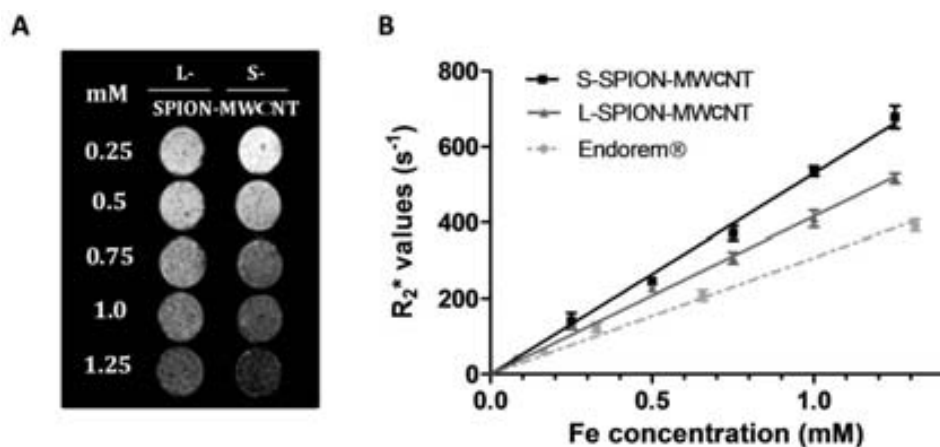 A
L- S-
mM
SPION-MWCNT
0.25
0.5
0.75
1.0
1.25
B
800
600
400
200
0
R₂* values (s⁻¹)
S-SPION-MWCNT
L-SPION-MWCNT
Endorem®
0.0 0.5 1.0
Fe concentration (mM)